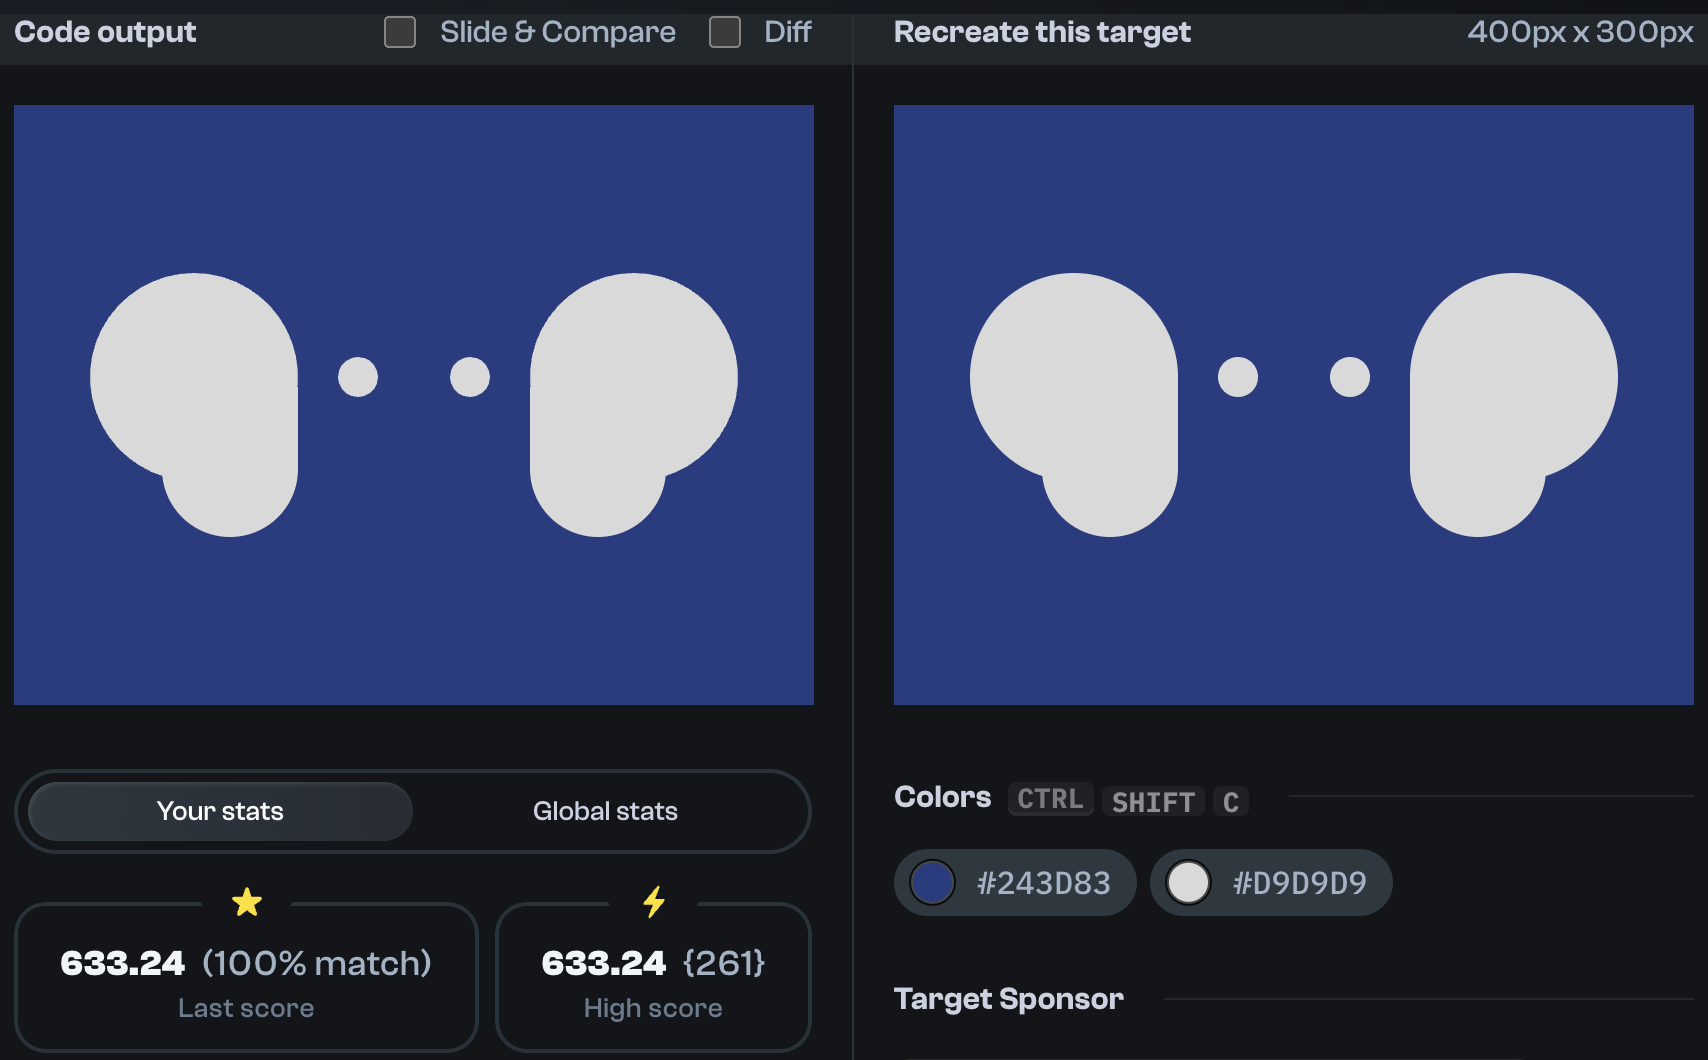 Code output
Slide & Compare
Diff
Recreate this target
400px x 300px
Your stats
Global stats
633.24 (100% match)
Last score
633.24 {261}
High score
Colors CTRL SHIFT C
#243D83
#D9D9D9
Target Sponsor